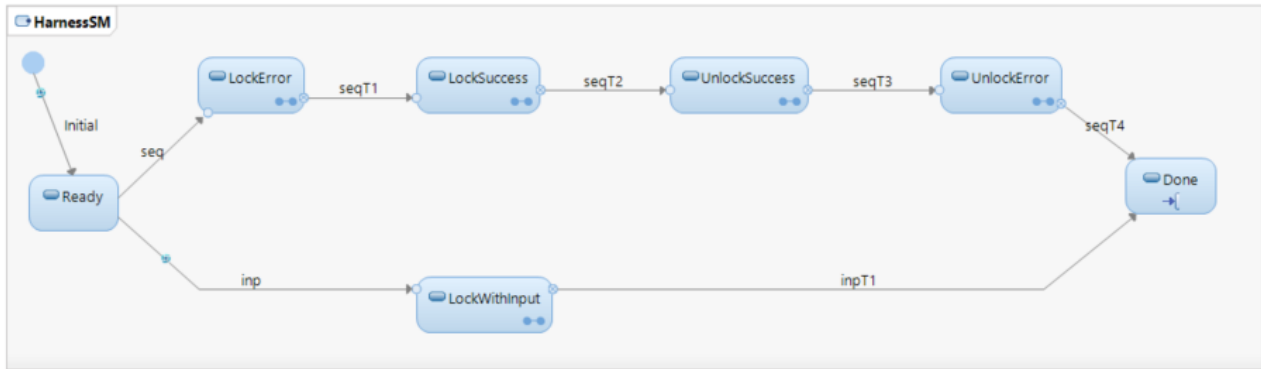 HarnessSM
LockError
seqT1
LockSuccess
seqT2
UnlockSuccess
seqT3
UnlockError
Initial
seq
seqT4
Ready
Done
inp
LockWithInput
inpT1